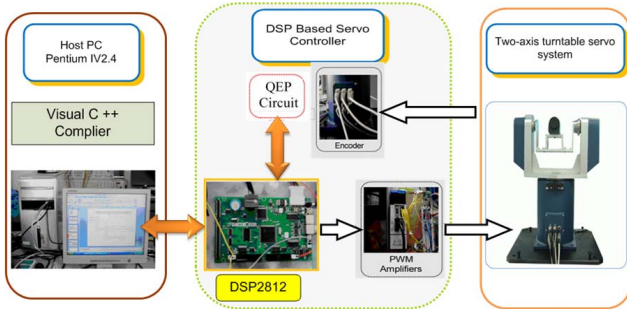 Host PC
Pentium IV2.4
Visual C ++
Complier
DSP Based Servo
Controller
QEP
Circuit
Encoder
PWM
Amplifiers
DSP2812
Two-axis turntable servo
system